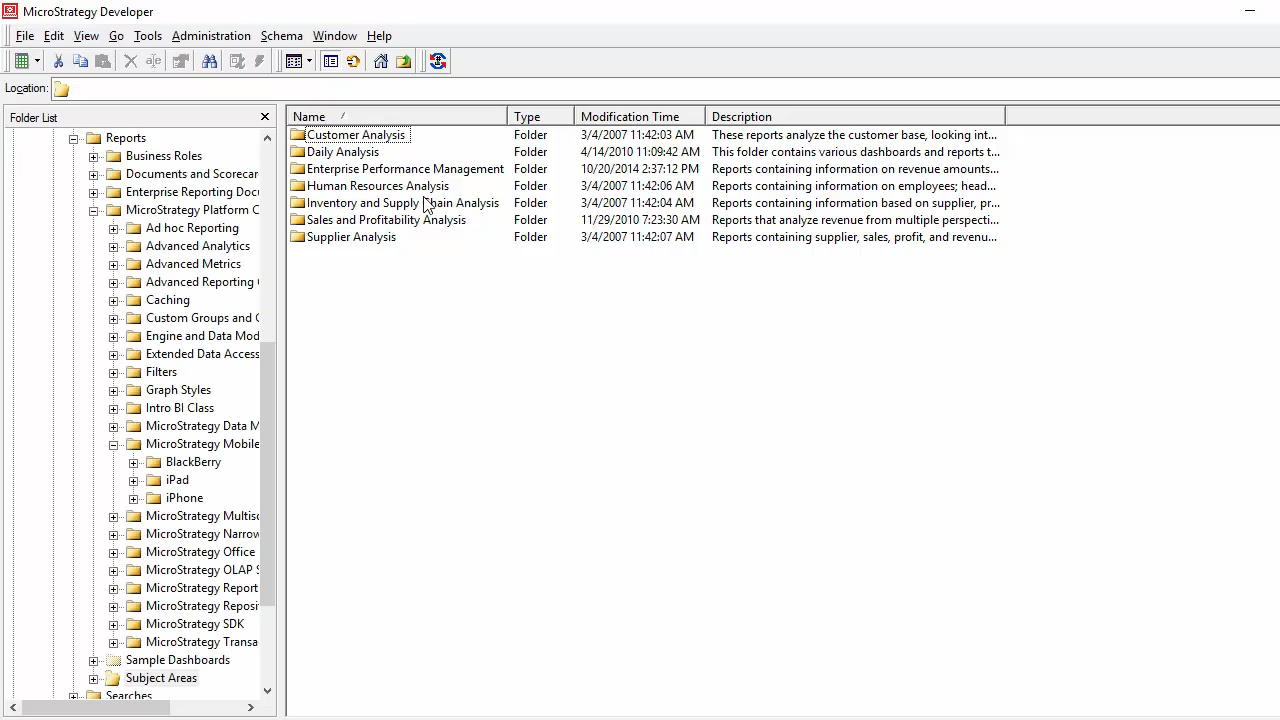 MicroStrategy Developer
File Edit View Go Tools Administration Schema Window Help
Location:
Folder List
Reports
Business Roles
Documents and Scorecar
Enterprise Reporting Docu
MicroStrategy Platform C
Ad hoc Reporting
Advanced Analytics
Advanced Metrics
Advanced Reporting
Caching
Custom Groups and C
Engine and Data Mod
Extended Data Access
Filters
Graph Styles
Intro BI Class
MicroStrategy Data M
MicroStrategy Mobile
BlackBerry
iPad
iPhone
MicroStrategy Multisc
MicroStrategy Narrow
MicroStrategy Office
MicroStrategy OLAP S
MicroStrategy Report
MicroStrategy Reposi
MicroStrategy SDK
MicroStrategy Transa
Sample Dashboards
Subject Areas
Searches
Name Type Modification Time Description
Customer Analysis Folder 3/4/2007 11:42:03 AM These reports analyze the customer base, looking int...
Daily Analysis Folder 4/14/2010 11:09:42 AM This folder contains various dashboards and reports t...
Enterprise Performance Management Folder 10/20/2014 2:37:12 PM Reports containing information on revenue amounts...
Human Resources Analysis Folder 3/4/2007 11:42:06 AM Reports containing information on employees; head...
Inventory and Supply Chain Analysis Folder 3/4/2007 11:42:04 AM Reports containing information based on supplier, pr...
Sales and Profitability Analysis Folder 11/29/2010 7:23:30 AM Reports that analyze revenue from multiple perspecti...
Supplier Analysis Folder 3/4/2007 11:42:07 AM Reports containing supplier, sales, profit, and revenu...